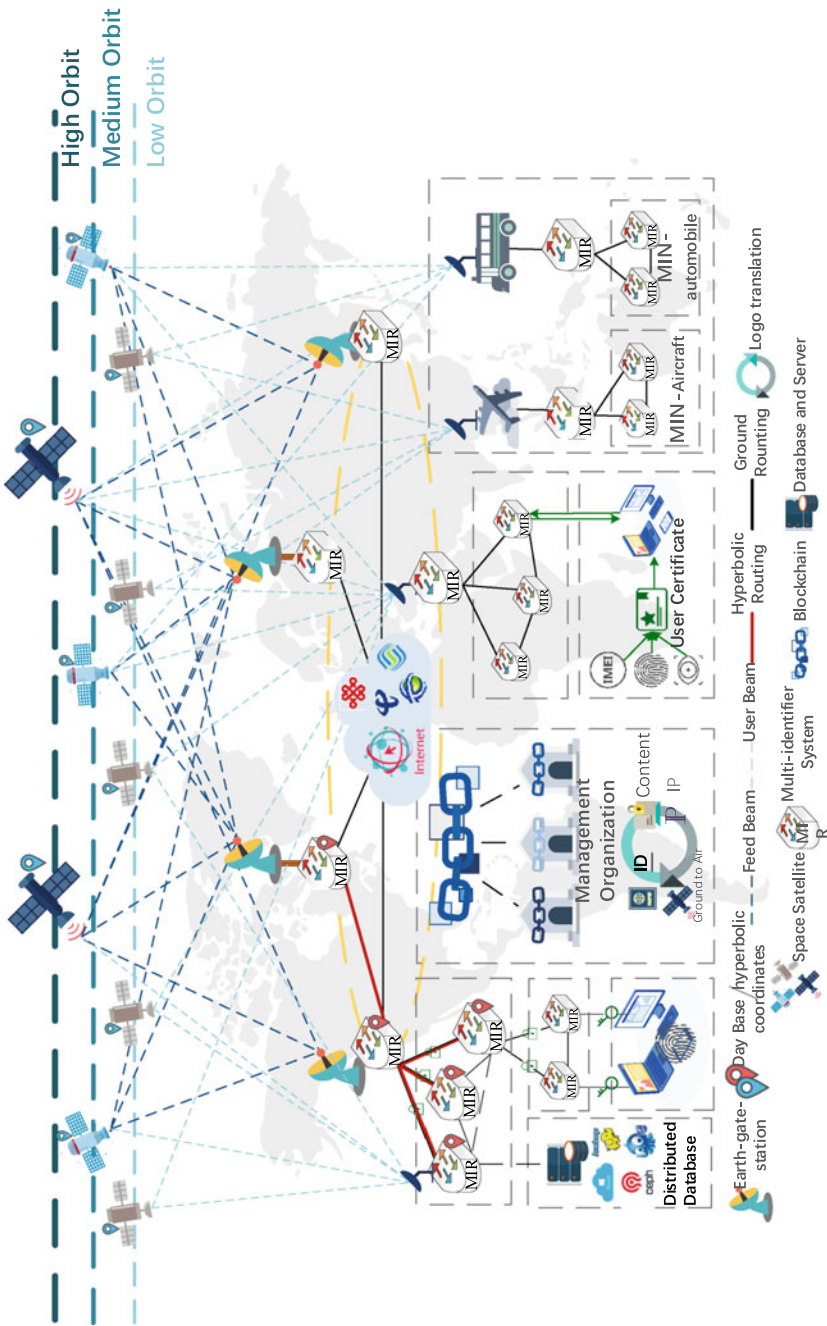 High Orbit
Medium Orbit
Low Orbit
MIR
MIR
MIR
MIR
Internet
MIR
MIR
MIR
MIR
MIR
MIR
Distributed
Database
ceph
Management
Organization
ID
Content
IP
IP
Ground to Air
MIR
MIR
MIR
MIR
IMEI
User Certificate
MIR
MIR
MIR
MIN-Aircraft
MIR
MIR
MIR
MIN-
automobile
Earth-gate-
station
Day Base hyperbolic
coordinates
Feed Beam
User Beam
Hyperbolic
Routing
Ground
Rounting
Logo translation
Space Satellite
MI
R
Multi-identifier
System
Blockchain
Database and Server